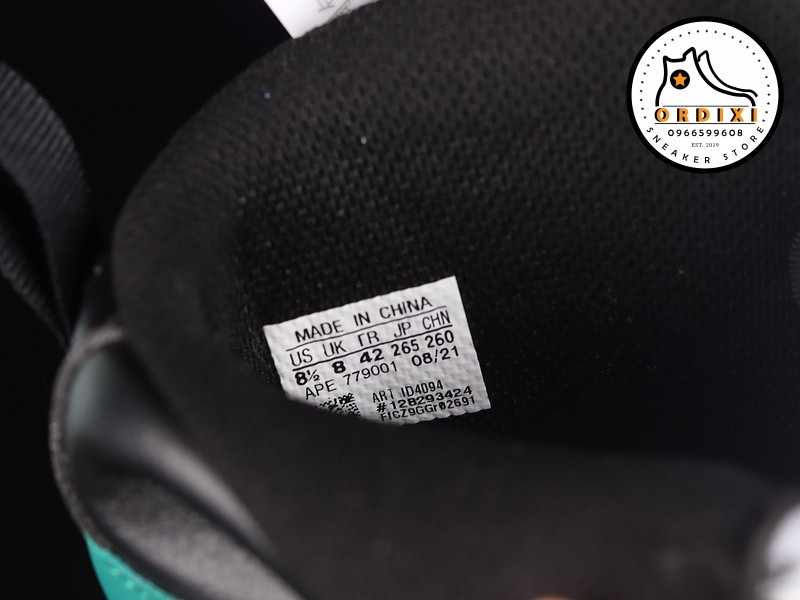 ORDIXI
0966599608
EST. 2019
SNEAKER STORE
MADE IN CHINA
US UK FR JP CHN
8½ 8 42 265 260
APE 779001 08/21
ART ID4094
#128293424